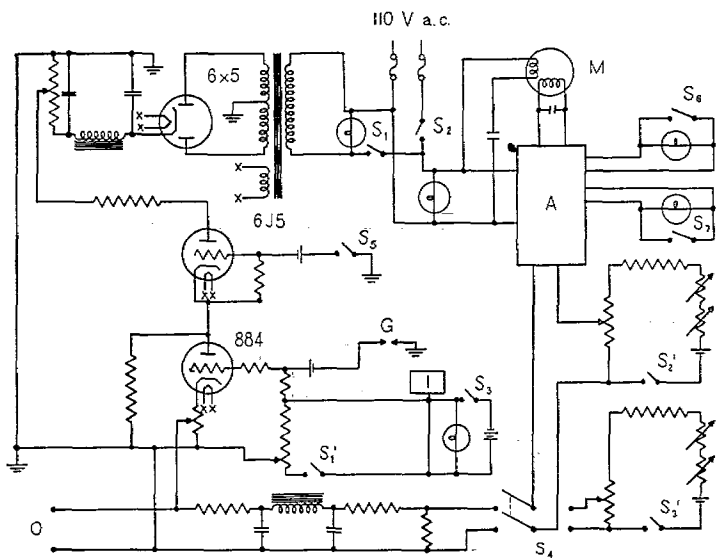 110 V a.c.
M
6x5
S₁
S₂
S₆
x
x
A
x
x
S₇
6J5
S₅
x x
884
G
S₂'
I
S₃
x x
S₁'
O
S₃'
S₄